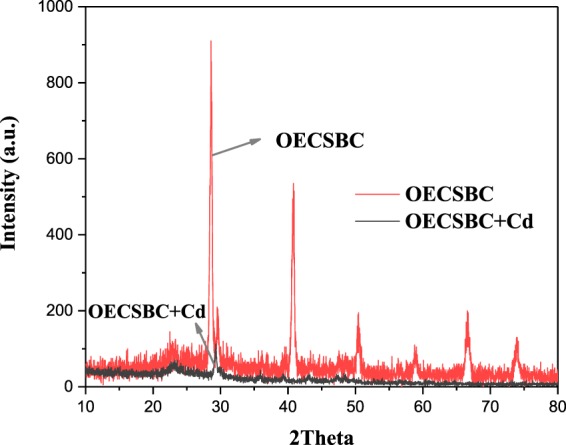 1000
800
600
400
200
0
Intensity (a.u.)
OECSBC
OECSBC
OECSBC+Cd
OECSBC+Cd
10 20 30 40 50 60 70 80
2Theta